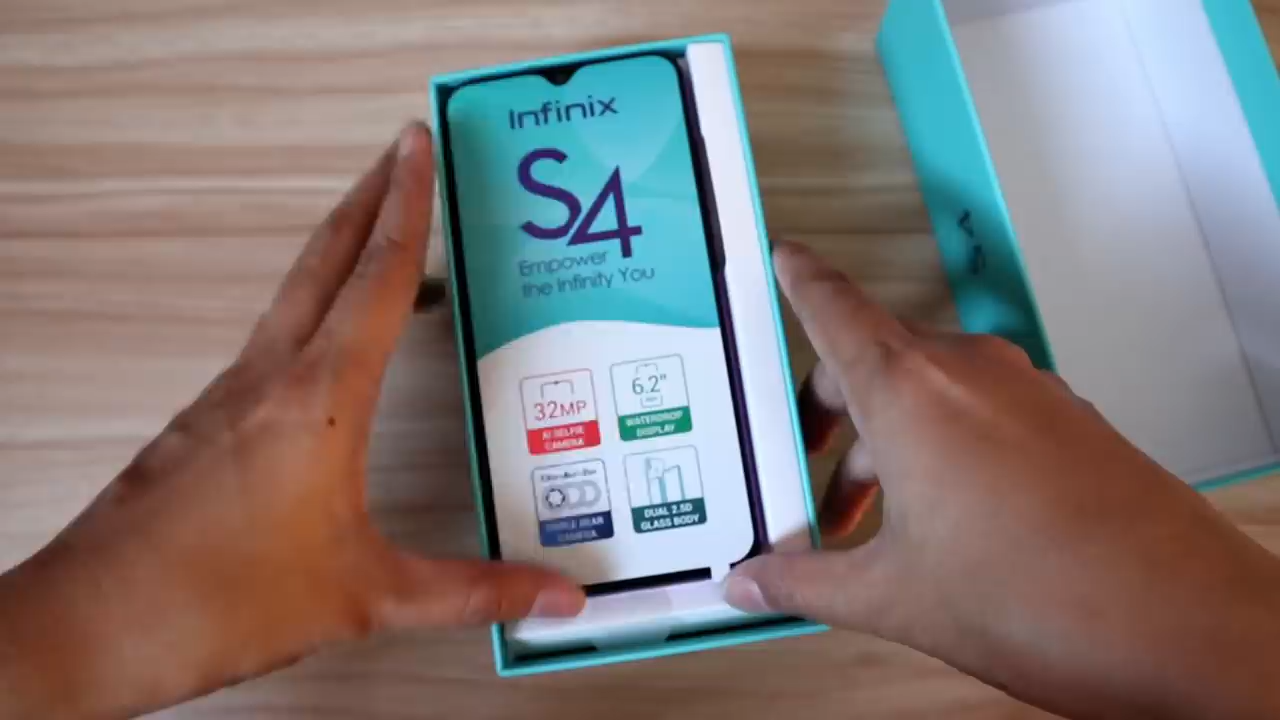 Infinix
S4
Empower
the Infinity You
32MP
AI SELFIE
CAMERA
6.2"
WATERDROP
DISPLAY
TRIPLE REAR
CAMERA
DUAL 2.5D
GLASS BODY
S4